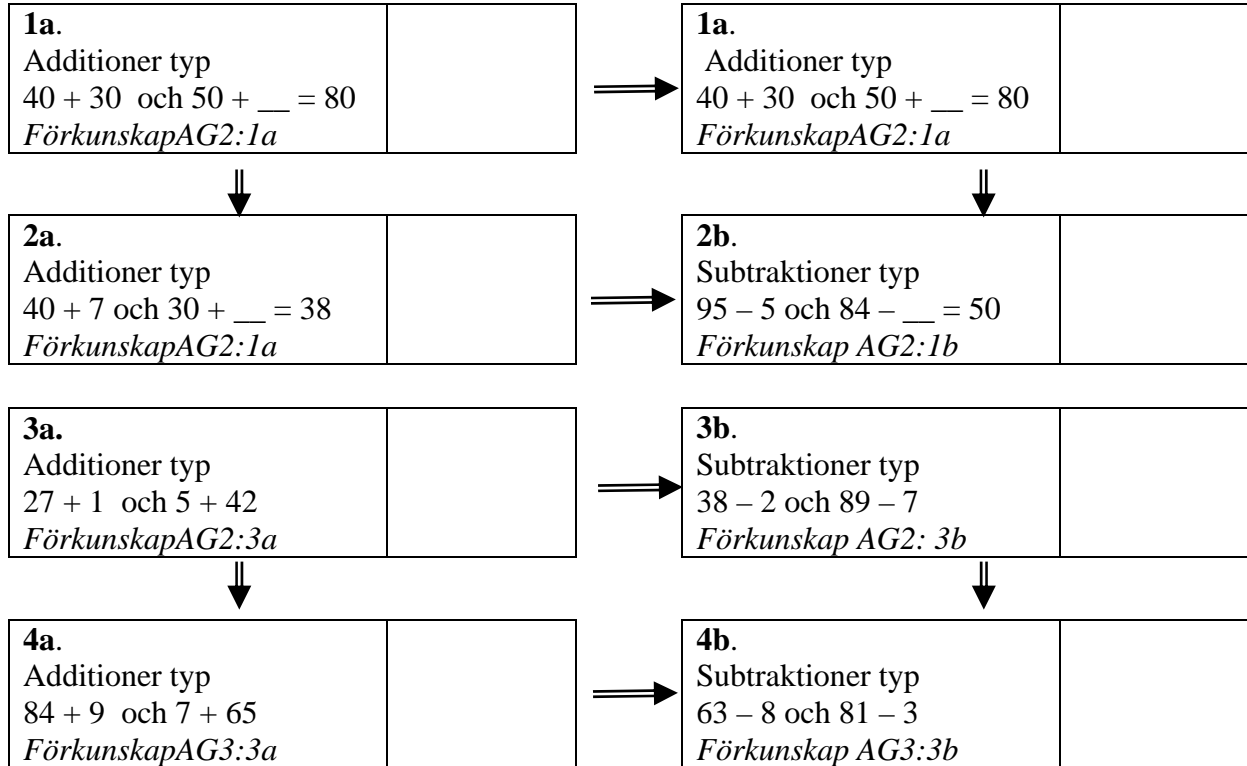 1a.
Additioner typ
40 + 30 och 50 + __ = 80
FörkunskapAG2:1a
1a.
Additioner typ
40 + 30 och 50 + __ = 80
FörkunskapAG2:1a
2a.
Additioner typ
40 + 7 och 30 + __ = 38
FörkunskapAG2:1a
2b.
Subtraktioner typ
95 – 5 och 84 – __ = 50
Förkunskap AG2:1b
3a.
Additioner typ
27 + 1 och 5 + 42
FörkunskapAG2:3a
3b.
Subtraktioner typ
38 – 2 och 89 – 7
Förkunskap AG2: 3b
4a.
Additioner typ
84 + 9 och 7 + 65
FörkunskapAG3:3a
4b.
Subtraktioner typ
63 – 8 och 81 – 3
Förkunskap AG3:3b